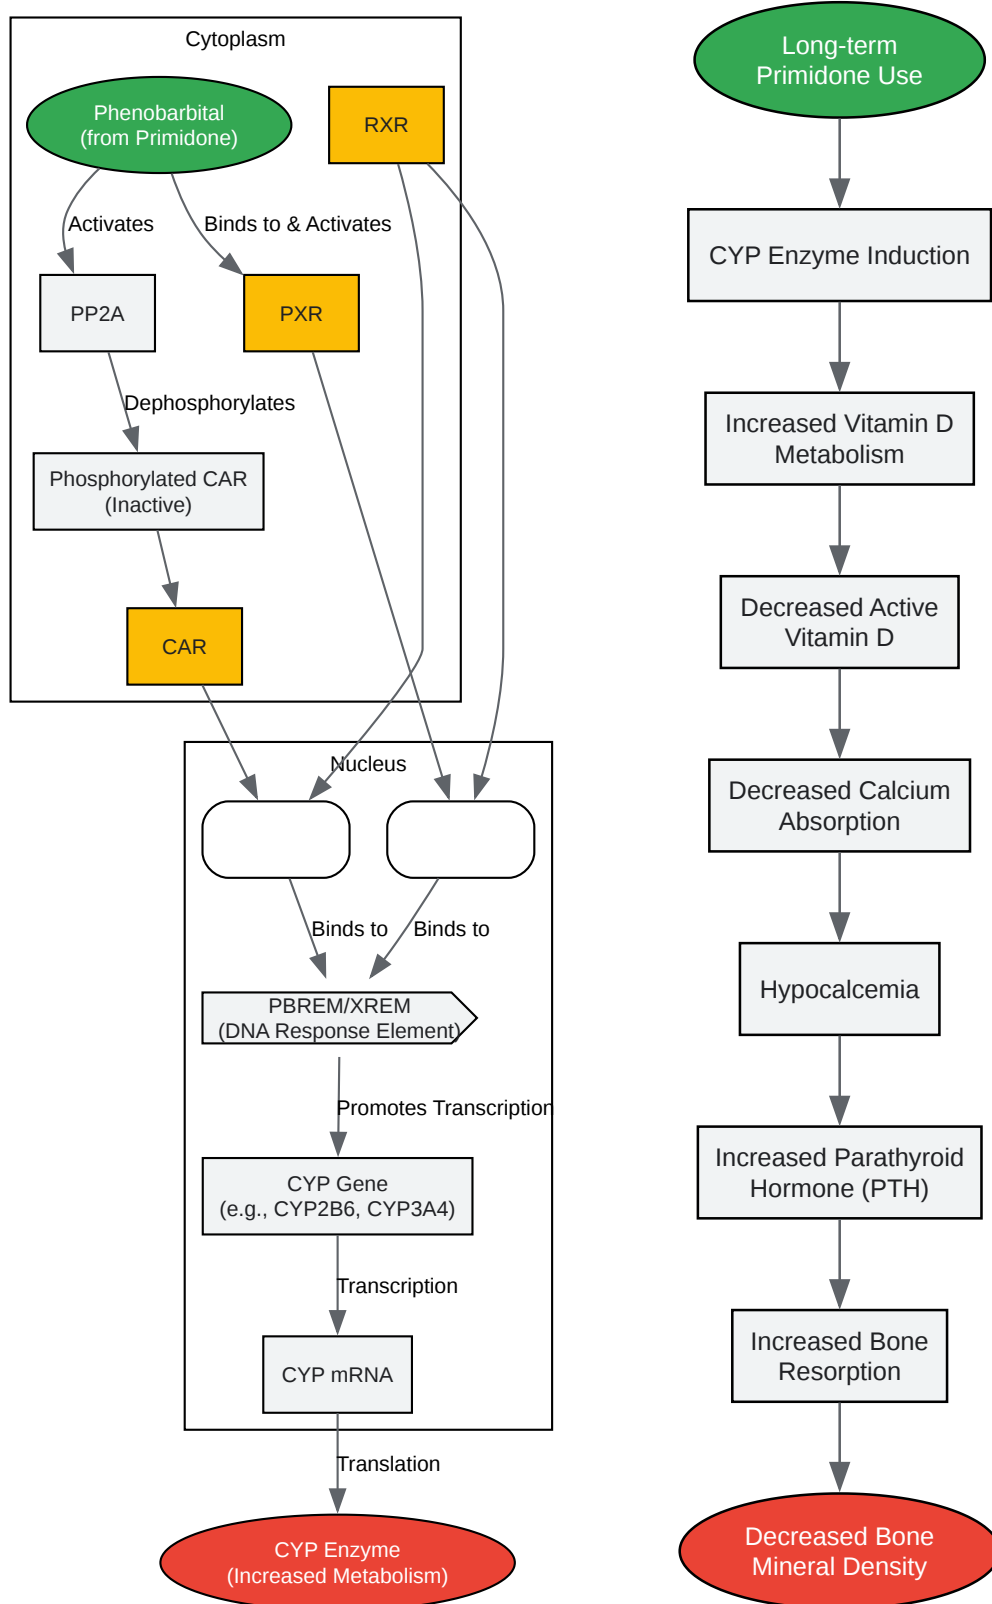 Cytoplasm
Phenobarbital
(from Primidone)
RXR
Activates
Binds to & Activates
PP2A
PXR
Dephosphorylates
Phosphorylated CAR
(Inactive)
CAR
Nucleus
Binds to
Binds to
PBREM/XREM
(DNA Response Element)
Promotes Transcription
CYP Gene
(e.g., CYP2B6, CYP3A4)
Transcription
CYP mRNA
Translation
CYP Enzyme
(Increased Metabolism)
Long-term
Primidone Use
CYP Enzyme Induction
Increased Vitamin D
Metabolism
Decreased Active
Vitamin D
Decreased Calcium
Absorption
Hypocalcemia
Increased Parathyroid
Hormone (PTH)
Increased Bone
Resorption
Decreased Bone
Mineral Density